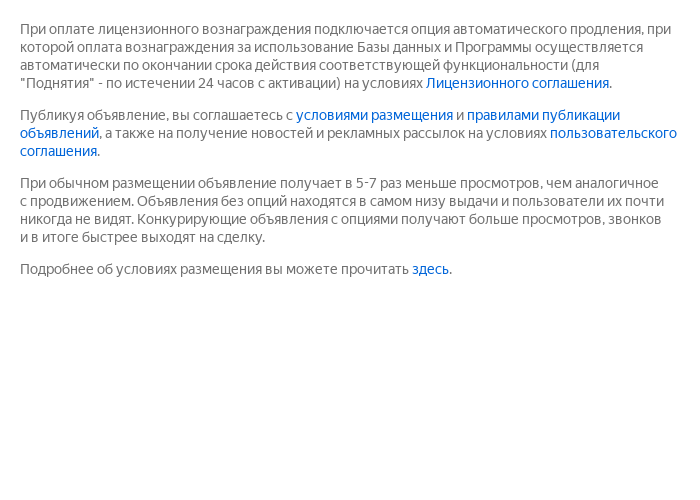 При оплате лицензионного вознаграждения подключается опция автоматического продления, при
которой оплата вознаграждения за использование Базы данных и Программы осуществляется
автоматически по окончании срока действия соответствующей функциональности (для
"Поднятия" - по истечении 24 часов с активации) на условиях Лицензионного соглашения.
Публикуя объявление, вы соглашаетесь с условиями размещения и правилами публикации
объявлений, а также на получение новостей и рекламных рассылок на условиях пользовательского
соглашения.
При обычном размещении объявление получает в 5-7 раз меньше просмотров, чем аналогичное
с продвижением. Объявления без опций находятся в самом низу выдачи и пользователи их почти
никогда не видят. Конкурирующие объявления с опциями получают больше просмотров, звонков
и в итоге быстрее выходят на сделку.
Подробнее об условиях размещения вы можете прочитать здесь.